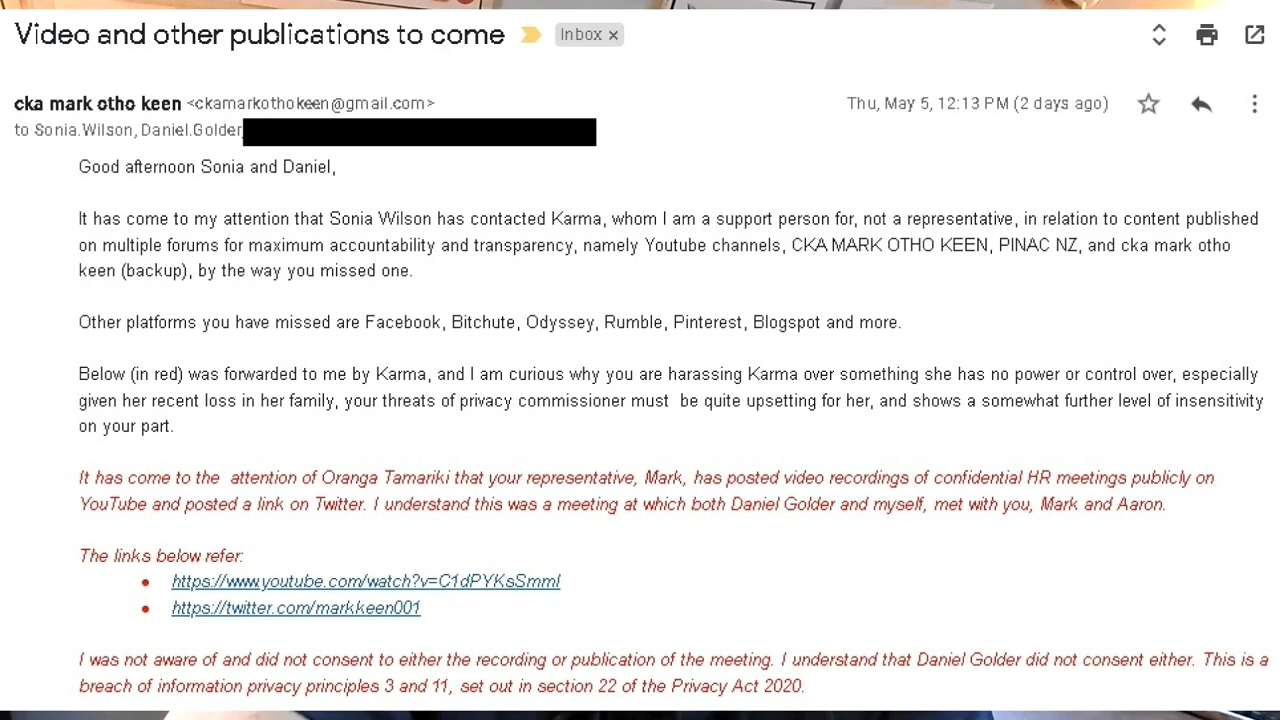 Video and other publications to come Inbox x
cka mark otho keen <ckamarkothokeen@gmail.com> Thu, May 5, 12:13 PM (2 days ago)
to Sonia.Wilson, Daniel.Golder,
Good afternoon Sonia and Daniel,
It has come to my attention that Sonia Wilson has contacted Karma, whom I am a support person for, not a representative, in relation to content published
on multiple forums for maximum accountability and transparency, namely Youtube channels, CKA MARK OTHO KEEN, PINAC NZ, and cka mark otho
keen (backup), by the way you missed one.
Other platforms you have missed are Facebook, Bitchute, Odyssey, Rumble, Pinterest, Blogspot and more.
Below (in red) was forwarded to me by Karma, and I am curious why you are harassing Karma over something she has no power or control over, especially
given her recent loss in her family, your threats of privacy commissioner must  be quite upsetting for her, and shows a somewhat further level of insensitivity
on your part.
It has come to the  attention of Oranga Tamariki that your representative, Mark, has posted video recordings of confidential HR meetings publicly on
YouTube and posted a link on Twitter. I understand this was a meeting at which both Daniel Golder and myself, met with you, Mark and Aaron.
The links below refer:
• https://www.youtube.com/watch?v=C1dPYKsSmmI
• https://twitter.com/markkeen001
I was not aware of and did not consent to either the recording or publication of the meeting. I understand that Daniel Golder did not consent either. This is a
breach of information privacy principles 3 and 11, set out in section 22 of the Privacy Act 2020.